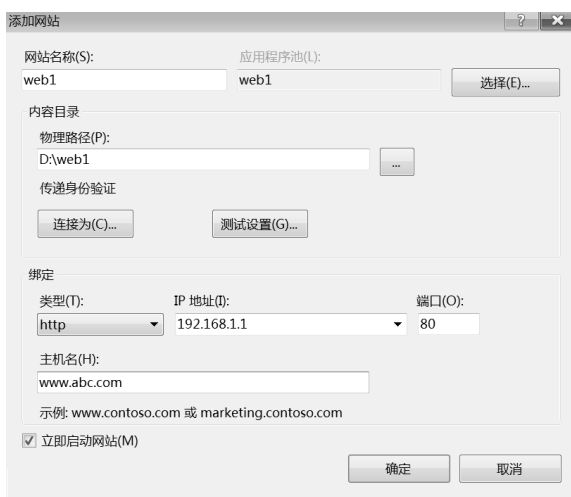 添加网站
网站名称(S):
应用程序池(L):
web1
web1
选择(E)...
内容目录
物理路径(P):
D:\web1
...
传递身份验证
连接为(C)...
测试设置(G)...
绑定
类型(T):
IP 地址(I):
端口(O):
http
192.168.1.1
80
主机名(H):
www.abc.com
示例: www.contoso.com 或 marketing.contoso.com
立即启动网站(M)
确定
取消